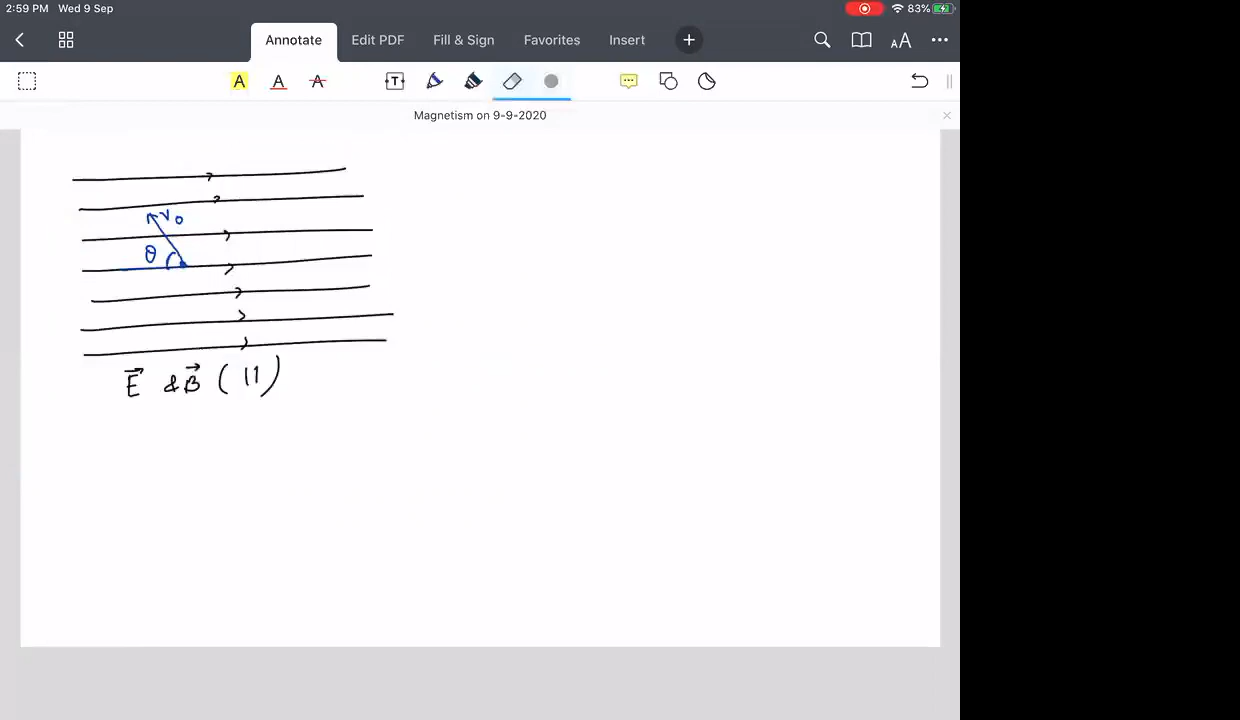 2:59 PM Wed 9 Sep 83%
Annotate Edit PDF Fill & Sign Favorites Insert
AA
A A A T
Magnetism on 9-9-2020
v₀
θ
E⃗ & B⃗ ( || )